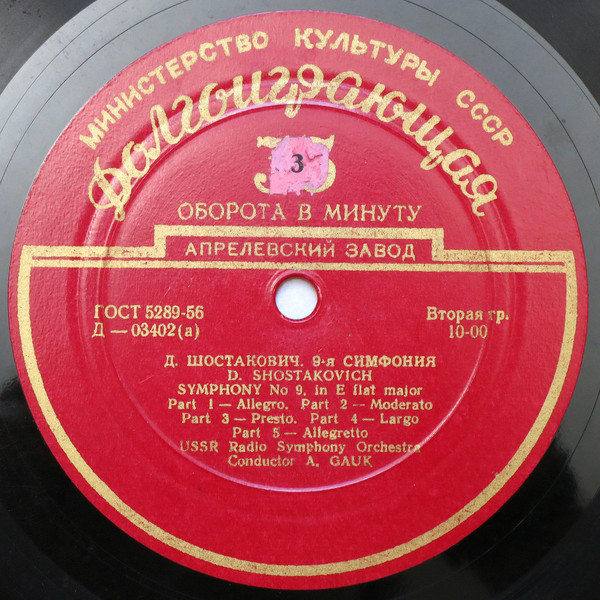 МИНИСТЕРСТВО КУЛЬТУРЫ СССР
Долгоиграющая
3
ОБОРОТА В МИНУТУ
АПРЕЛЕВСКИЙ ЗАВОД
ГОСТ 5289-56
Д — 03402(а)
Вторая гр.
10-00
Д. ШОСТАКОВИЧ. 9-я СИМФОНИЯ
D. SHOSTAKOVICH
SYMPHONY No 9, in E flat major
Part 1 — Allegro. Part 2 — Moderato
Part 3 — Presto. Part 4 — Largo
Part 5 — Allegretto
USSR Radio Symphony Orchestra
Conductor A. GAUK